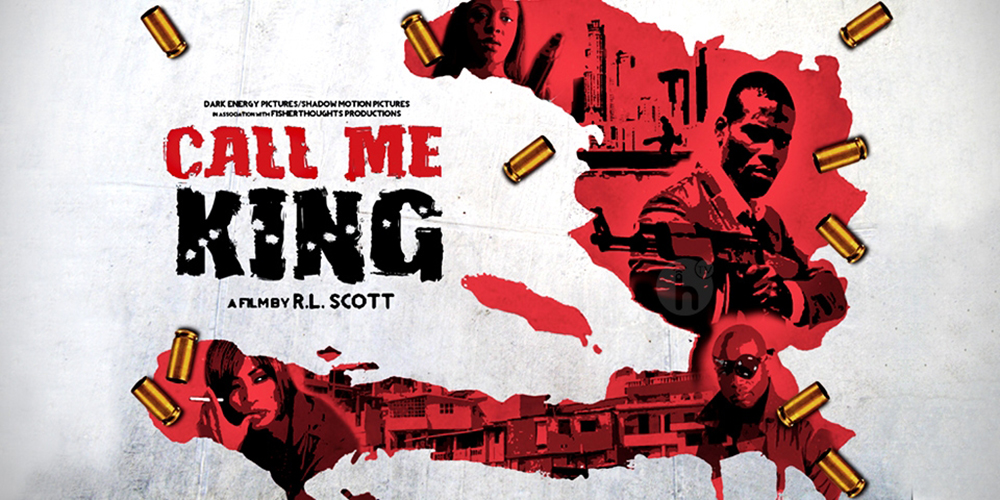 DARK ENERGY PICTURES/SHADOW MOTION PICTURES
IN ASSOCIATION WITH FISHERTHOUGHTS PRODUCTIONS
CALL ME
KING
A FILM BY R.L. SCOTT
h